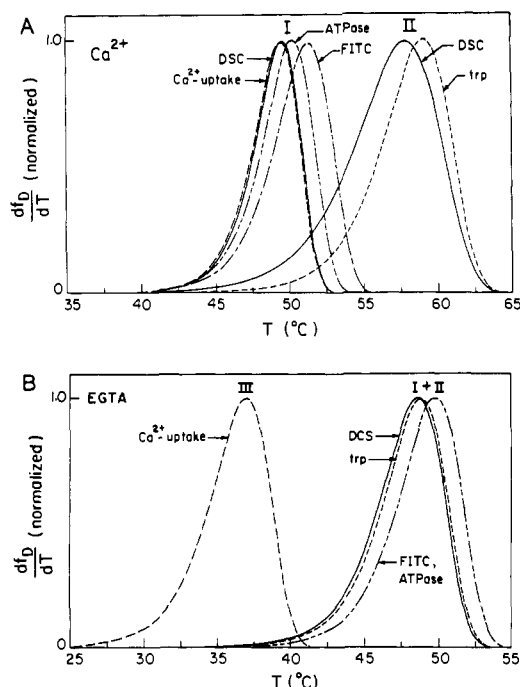 A
Ca2+
I
II
ATPase
DSC
Ca2+-uptake
FITC
DSC
trp
1.0
dfD/dT (normalized)
0
35 40 45 50 55 60 65
T (°C)
B
EGTA
III
I + II
1.0
Ca2+-uptake
DCS
trp
FITC, ATPase
dfD/dT (normalized)
0
25 30 35 40 45 50 55
T (°C)